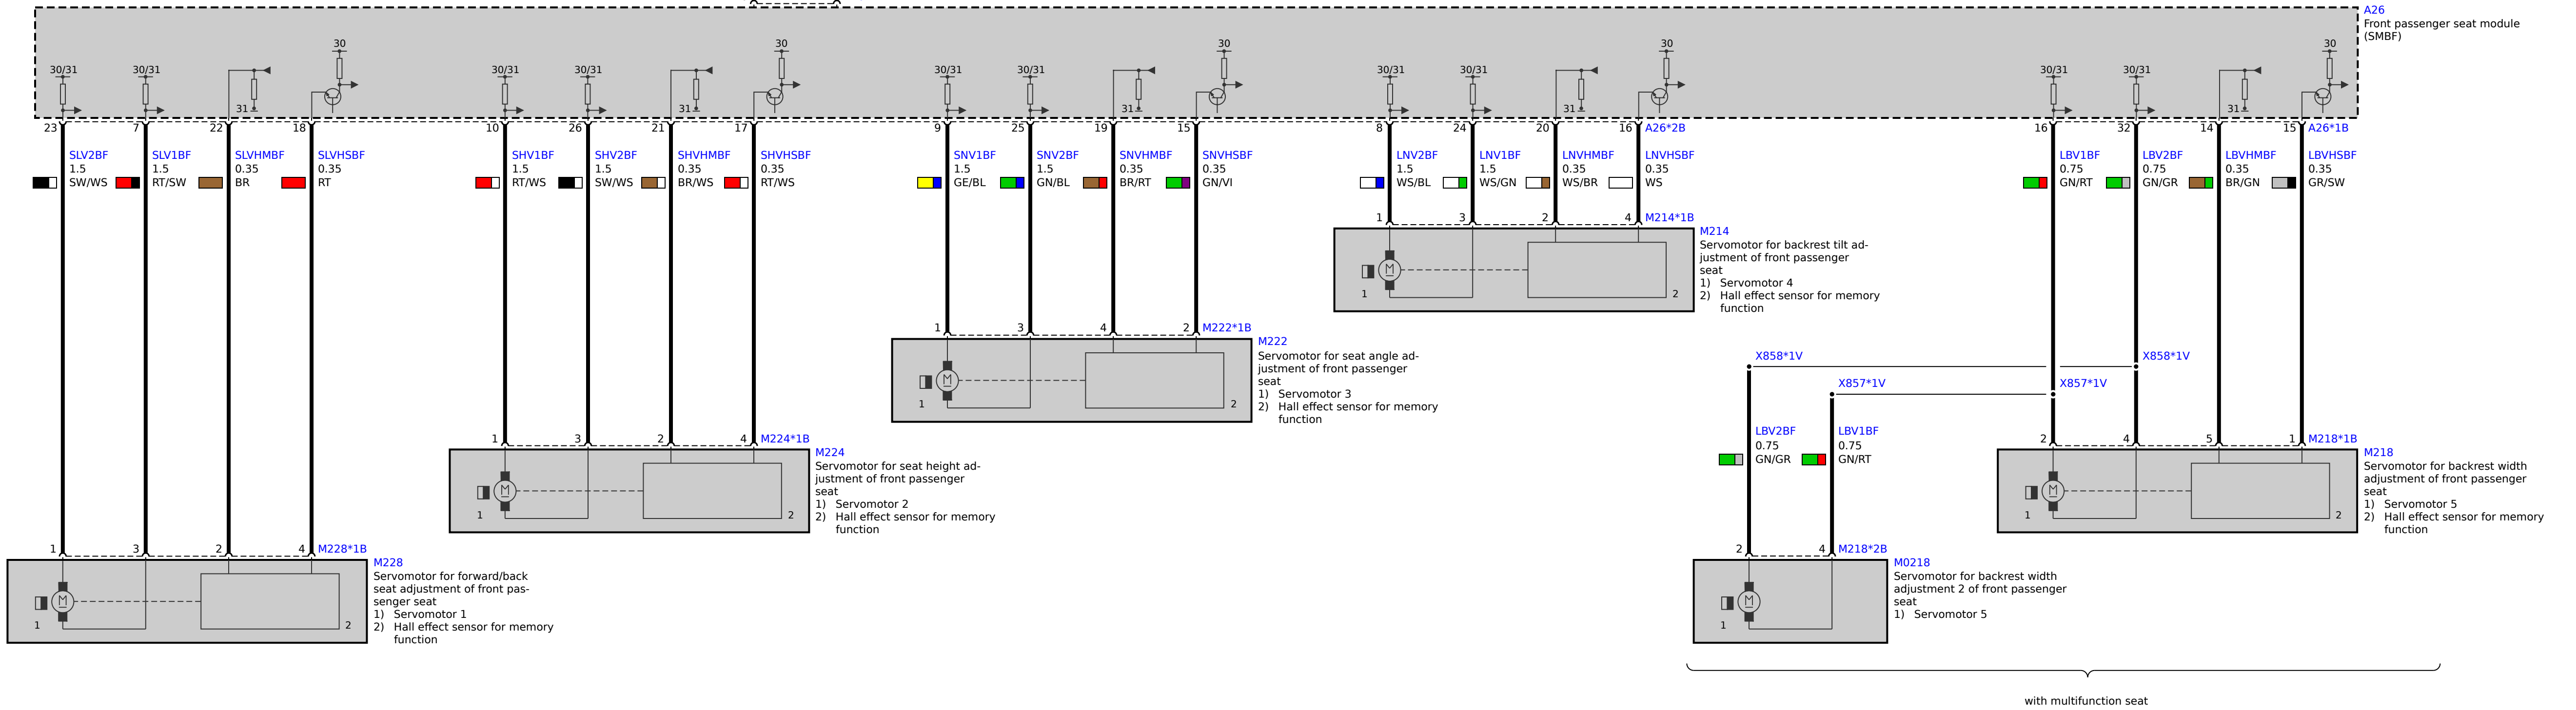 A26
Front passenger seat module
(SMBF)
30 30 30 30 30
30/31 30/31 30/31 30/31 30/31 30/31 30/31 30/31 30/31 30/31
31 31 31 31 31
23 7 22 18 10 26 21 17 9 25 19 15 8 24 20 16 A26*2B 16 32 14 15 A26*1B
SLV2BF SLV1BF SLVHMBF SLVHSBF SHV1BF SHV2BF SHVHMBF SHVHSBF SNV1BF SNV2BF SNVHMBF SNVHSBF LNV2BF LNV1BF LNVHMBF LNVHSBF LBV1BF LBV2BF LBVHMBF LBVHSBF
1.5 1.5 0.35 0.35 1.5 1.5 0.35 0.35 1.5 1.5 0.35 0.35 1.5 1.5 0.35 0.35 0.75 0.75 0.35 0.35
SW/WS RT/SW BR RT RT/WS SW/WS BR/WS RT/WS GE/BL GN/BL BR/RT GN/VI WS/BL WS/GN WS/BR WS GN/RT GN/GR BR/GN GR/SW
1 3 2 4 M214*1B
M214
Servomotor for backrest tilt ad-
justment of front passenger
seat
1) Servomotor 4
2) Hall effect sensor for memory
function
M
1 2
1 3 4 2 M222*1B
M222
Servomotor for seat angle ad-
justment of front passenger
seat
1) Servomotor 3
2) Hall effect sensor for memory
function
M
1 2
X858*1V X858*1V
X857*1V X857*1V
LBV2BF LBV1BF
0.75 0.75
GN/GR GN/RT
1 3 2 4 M224*1B
M224
Servomotor for seat height ad-
justment of front passenger
seat
1) Servomotor 2
2) Hall effect sensor for memory
function
M
1 2
2 4 5 1 M218*1B
M218
Servomotor for backrest width
adjustment of front passenger
seat
1) Servomotor 5
2) Hall effect sensor for memory
function
M
1 2
1 3 2 4 M228*1B
M228
Servomotor for forward/back
seat adjustment of front pas-
senger seat
1) Servomotor 1
2) Hall effect sensor for memory
function
M
1 2
2 4 M218*2B
M0218
Servomotor for backrest width
adjustment 2 of front passenger
seat
1) Servomotor 5
M
1
with multifunction seat